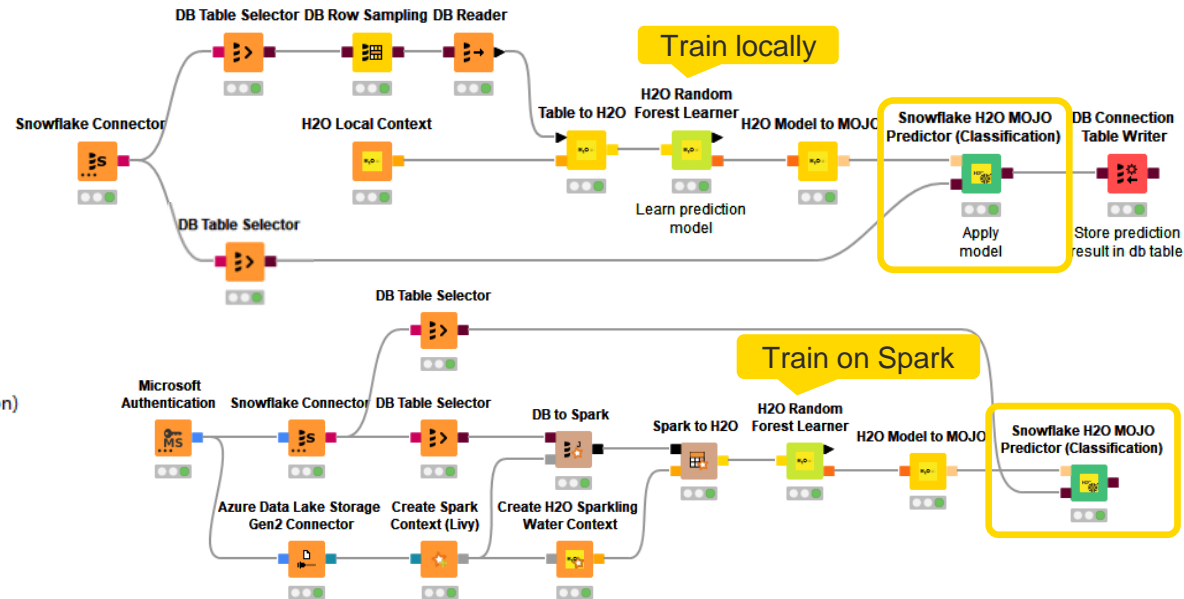 DB Table Selector DB Row Sampling DB Reader
Train locally
Snowflake Connector
H2O Local Context
Table to H2O
H2O Random
Forest Learner
H2O Model to MOJO
Snowflake H2O MOJO
Predictor (Classification)
DB Connection
Table Writer
Learn prediction
model
Apply
model
Store prediction
result in db table
DB Table Selector
DB Table Selector
Train on Spark
on)
Microsoft
Authentication
MS
Snowflake Connector
DB Table Selector
DB to Spark
Spark to H2O
H2O Random
Forest Learner
H2O Model to MOJO
Snowflake H2O MOJO
Predictor (Classification)
Azure Data Lake Storage
Gen2 Connector
Create Spark
Context (Livy)
Create H2O Sparkling
Water Context